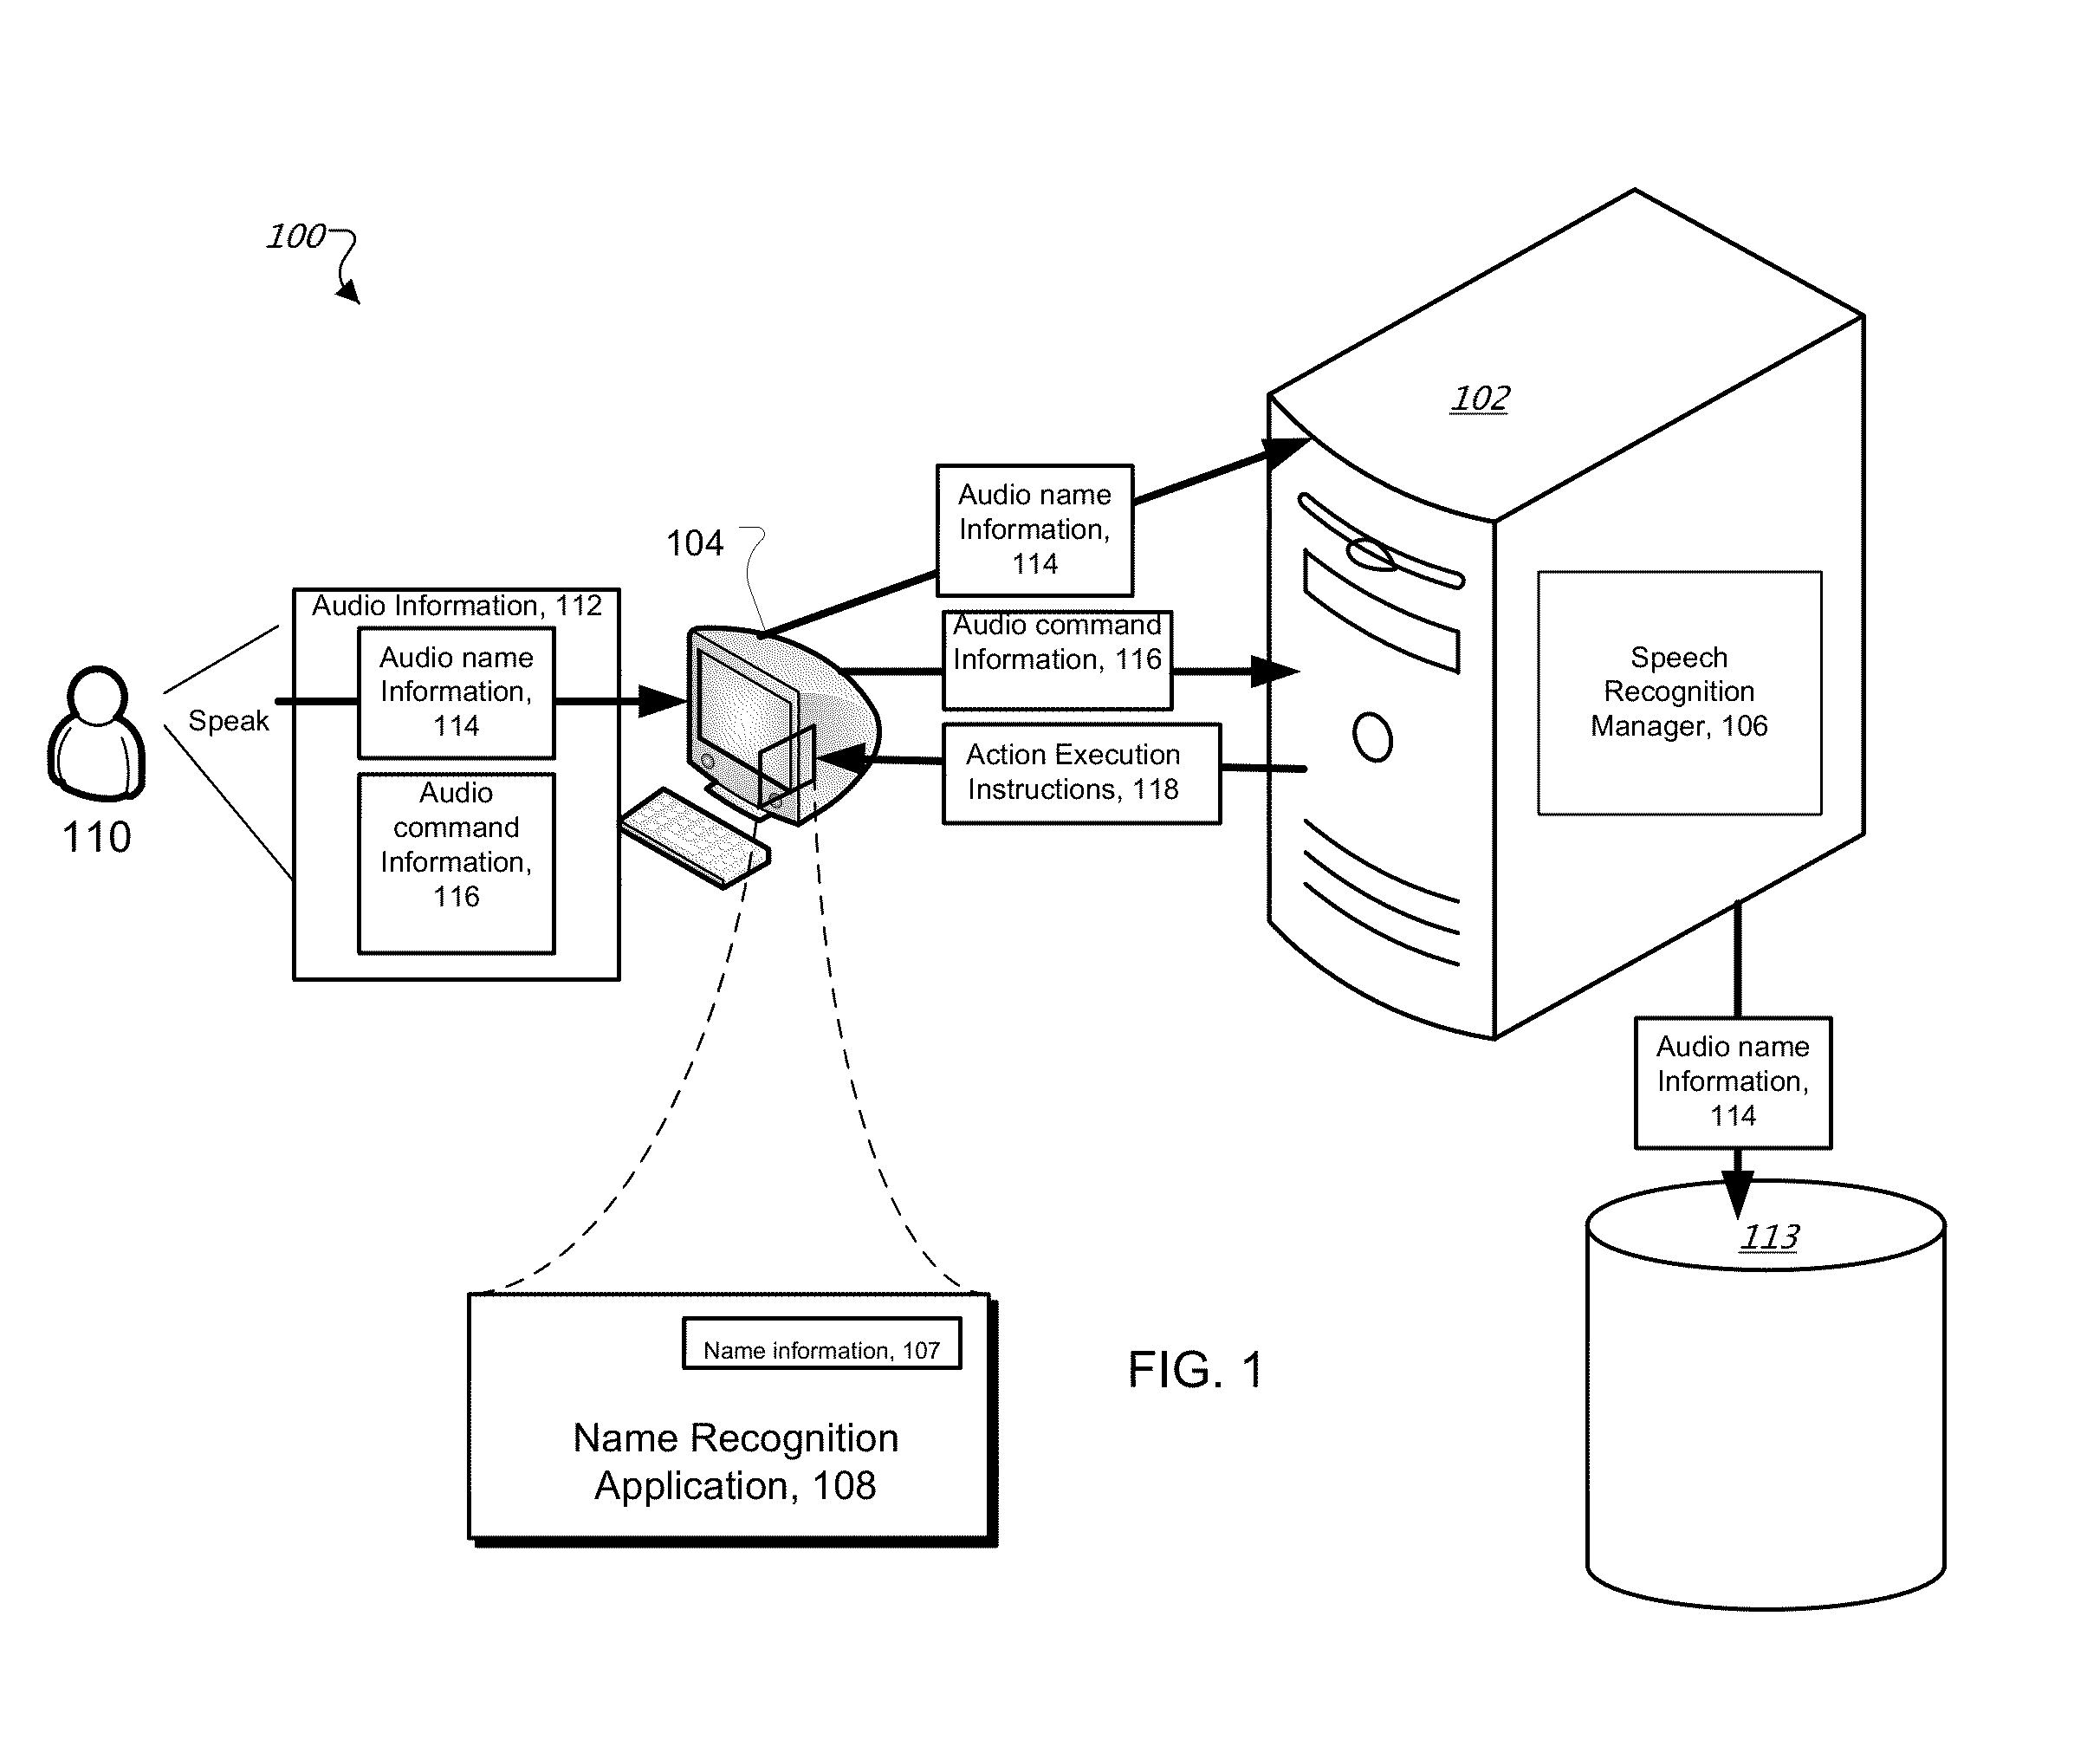 100
102
104
Audio name
Information,
114
Audio Information, 112
Audio name
Information,
114
Audio command
Information, 116
Speak
Speech
Recognition
Manager, 106
Action Execution
Instructions, 118
Audio
command
Information,
116
110
Audio name
Information,
114
113
Name information, 107
Name Recognition
Application, 108
FIG. 1